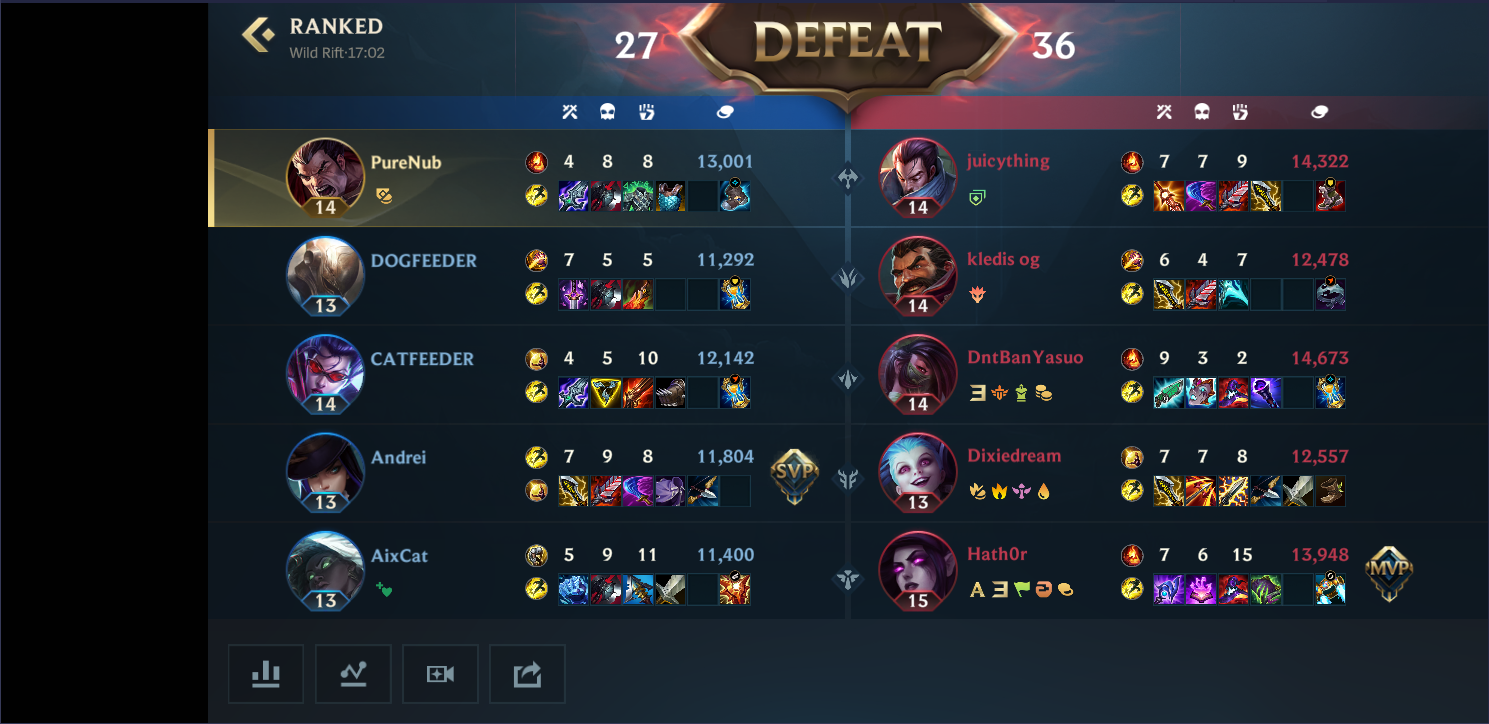 RANKED
Wild Rift·17:02
27 DEFEAT 36
PureNub 4 8 8 13,001
14
juicything 7 7 9 14,322
14
DOGFEEDER 7 5 5 11,292
13
kledis og 6 4 7 12,478
14
CATFEEDER 4 5 10 12,142
14
DntBanYasuo 9 3 2 14,673
14
Andrei 7 9 8 11,804 SVP
13
Dixiedream 7 7 8 12,557
13
AixCat 5 9 11 11,400
13
Hath0r 7 6 15 13,948 MVP
A
15